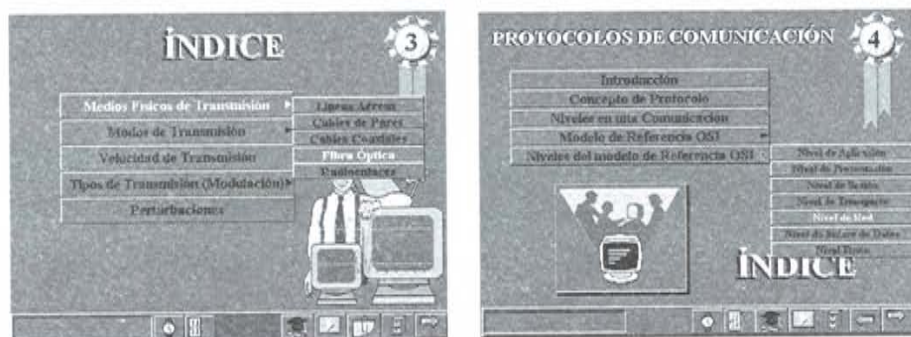 ÍNDICE
3
Medios Físicos de Transmisión
Modos de Transmisión
Velocidad de Transmisión
Tipos de Transmisión (Modulación)
Perturbaciones
Líneas Aéreas
Cables de Pares
Cables Coaxiales
Fibra Óptica
Radioenlaces
PROTOCOLOS DE COMUNICACIÓN
4
Introducción
Concepto de Protocolo
Niveles en una Comunicación
Modelo de Referencia OSI
Niveles del modelo de Referencia OSI
Nivel de Aplicación
Nivel de Presentación
Nivel de Sesión
Nivel de Transporte
Nivel de Red
Nivel de Enlace de Datos
Nivel Físico
ÍNDICE